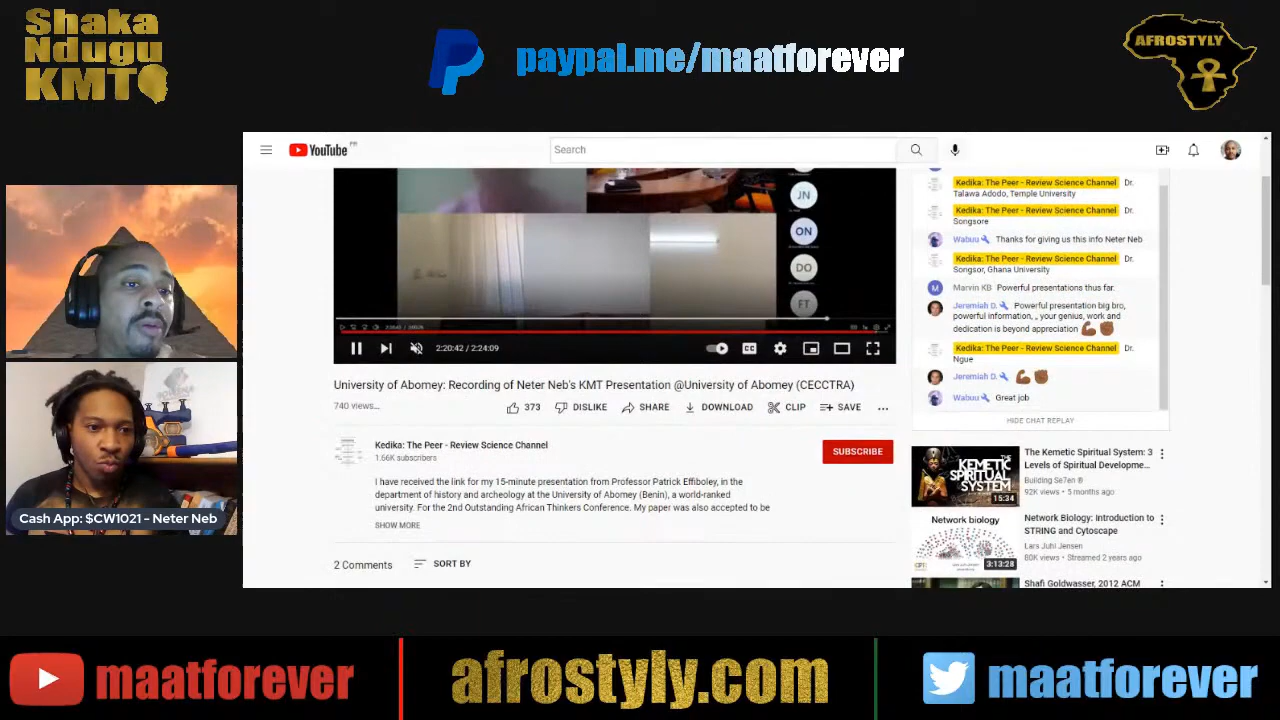 Shaka
Ndugu
KMT
paypal.me/maatforever
AFROSTYLY
YouTube
FR
Search
JN
ON
DO
FT
2:20:42 / 2:24:09
CC
University of Abomey: Recording of Neter Neb's KMT Presentation @University of Abomey (CECCTRA)
740 views...
373
DISLIKE
SHARE
DOWNLOAD
CLIP
SAVE
Kedika: The Peer - Review Science Channel
1.66K subscribers
SUBSCRIBE
I have received the link for my 15-minute presentation from Professor Patrick Effiboley, in the
department of history and archeology at the University of Abomey (Benin), a world-ranked
university. For the 2nd Outstanding African Thinkers Conference. My paper was also accepted to be
SHOW MORE
2 Comments
SORT BY
Kedika: The Peer - Review Science Channel Dr.
Talawa Adodo, Temple University
Kedika: The Peer - Review Science Channel Dr.
Songsore
Wabuu Thanks for giving us this info Neter Neb
Kedika: The Peer - Review Science Channel Dr.
Songsor, Ghana University
M
Marvin KB Powerful presentations thus far.
Jeremiah D. Powerful presentation big bro,
powerful information, , your genius, work and
dedication is beyond appreciation
Kedika: The Peer - Review Science Channel Dr.
Ngue
Jeremiah D.
Wabuu Great job
HIDE CHAT REPLAY
THE
KEMETIC
SPIRITUAL
SYSTEM
15:34
The Kemetic Spiritual System: 3
Levels of Spiritual Developme...
Building Se7en
92K views • 5 months ago
Network biology
3:13:28
Network Biology: Introduction to
STRING and Cytoscape
Lars Juhl Jensen
80K views • Streamed 2 years ago
Shafi Goldwasser, 2012 ACM
Cash App: $CW1021 - Neter Neb
maatforever
afrostyly.com
maatforever